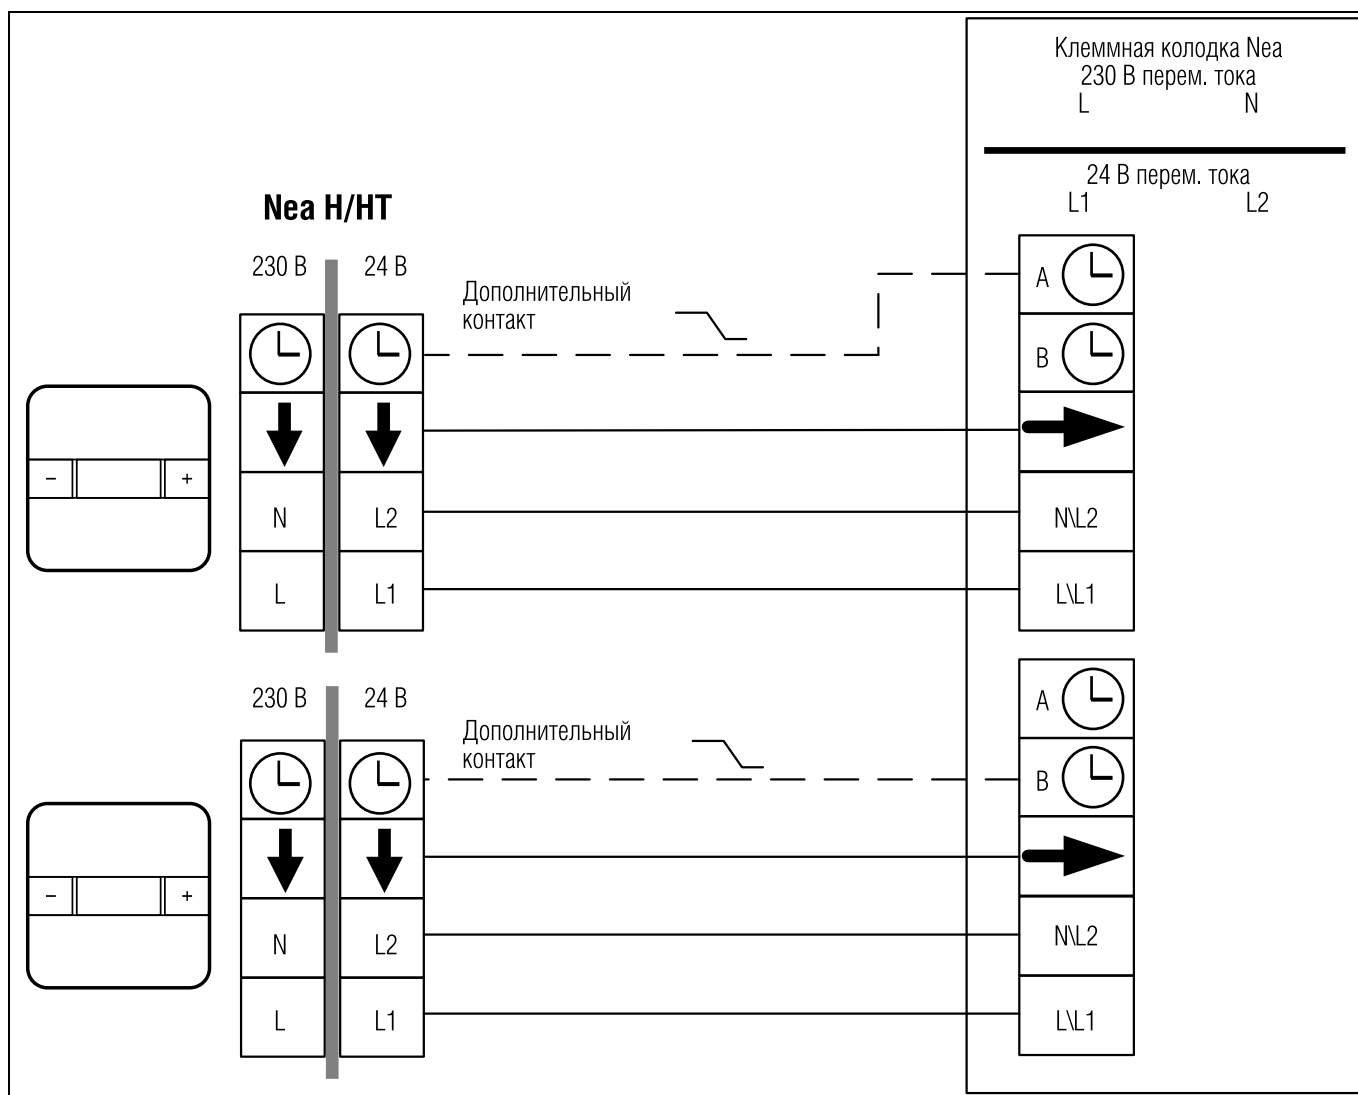 Клеммная колодка Nea
230 В перем. тока
L N
24 В перем. тока
L1 L2
Nea H/HT
230 В 24 В
Дополнительный
контакт
A
B
- +
N L2 N\L2
L L1 L\L1
230 В 24 В
Дополнительный
контакт
A
B
- +
N L2 N\L2
L L1 L\L1